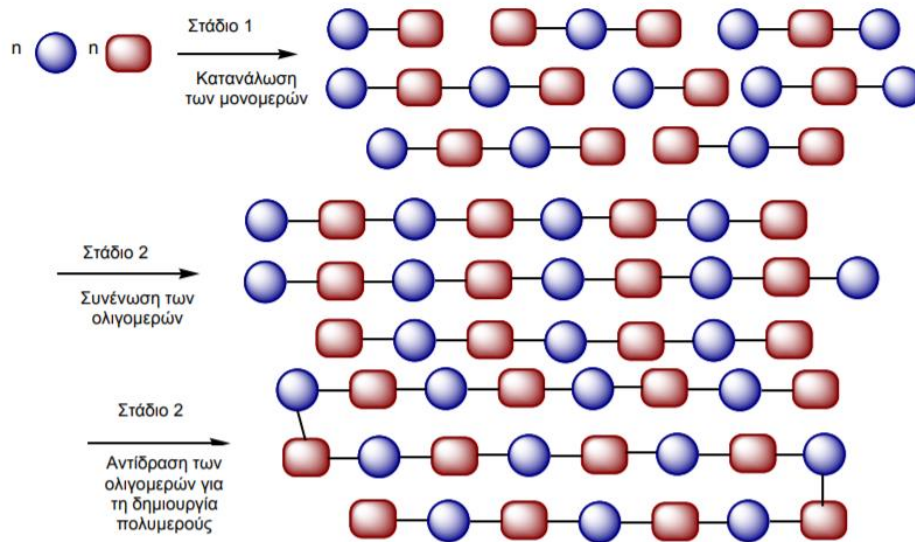 n n
Στάδιο 1
Κατανάλωση
των μονομερών
Στάδιο 2
Συνένωση των
ολιγομερών
Στάδιο 2
Αντίδραση των
ολιγομερών για
τη δημιουργία
πολυμερούς